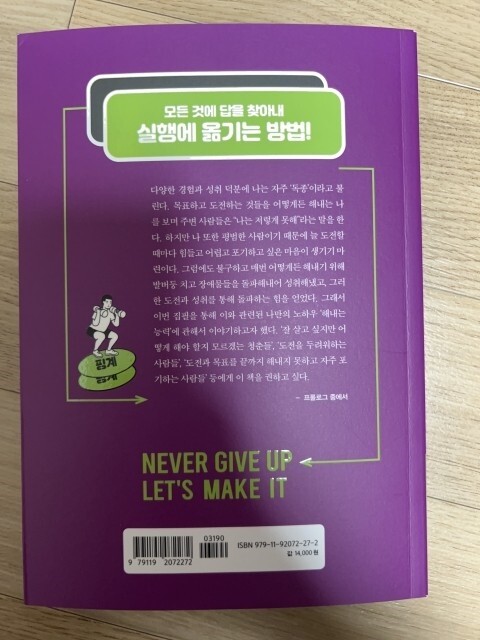 모든 것에 답을 찾아내
실행에 옮기는 방법!
다양한 경험과 성취 덕분에 나는 자주 '독종'이라고 불
린다. 목표하고 도전하는 것들을 어떻게든 해내는 나
를 보며 주변 사람들은 "나는 저렇게 못해"라는 말을 한
다. 하지만 나 또한 평범한 사람이기 때문에 늘 도전할
때마다 힘들고 어렵고 포기하고 싶은 마음이 생기기 마
련이다. 그럼에도 불구하고 매번 어떻게든 해내기 위해
발버둥 치고 장애물들을 돌파해내어 성취해냈고, 그러
한 도전과 성취를 통해 돌파하는 힘을 얻었다. 그래서
이번 집필을 통해 이와 관련된 나만의 노하우 '해내는
능력'에 관해서 이야기하고자 했다. '잘 살고 싶지만 어
떻게 해야 할지 모르겠는 청춘들', '도전을 두려워하는
사람들', '도전과 목표를 끝까지 해내지 못하고 자주 포
기하는 사람들' 등에게 이 책을 권하고 싶다.
- 프롤로그 중에서
핑계
핑계
NEVER GIVE UP
LET'S MAKE IT
03190
ISBN 979-11-92072-27-2
값 14,000원
9 791192 072272